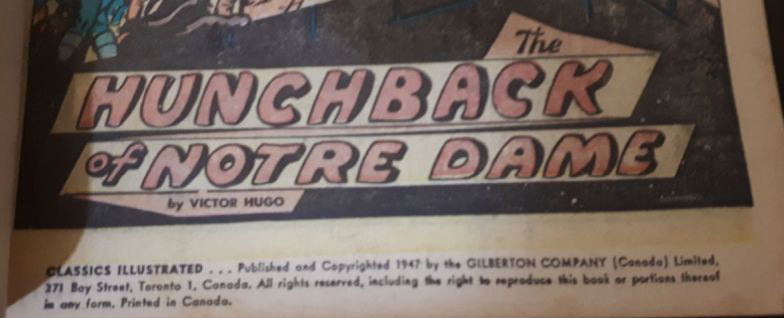 The
HUNCHBACK
of NOTRE DAME
by VICTOR HUGO
CLASSICS ILLUSTRATED . . . Published and Copyrighted 1947 by the GILBERTON COMPANY (Canada) Limited,
371 Bay Street, Toronto 1, Canada. All rights reserved, including the right to reproduce this book or portions thereof
in any form. Printed in Canada.